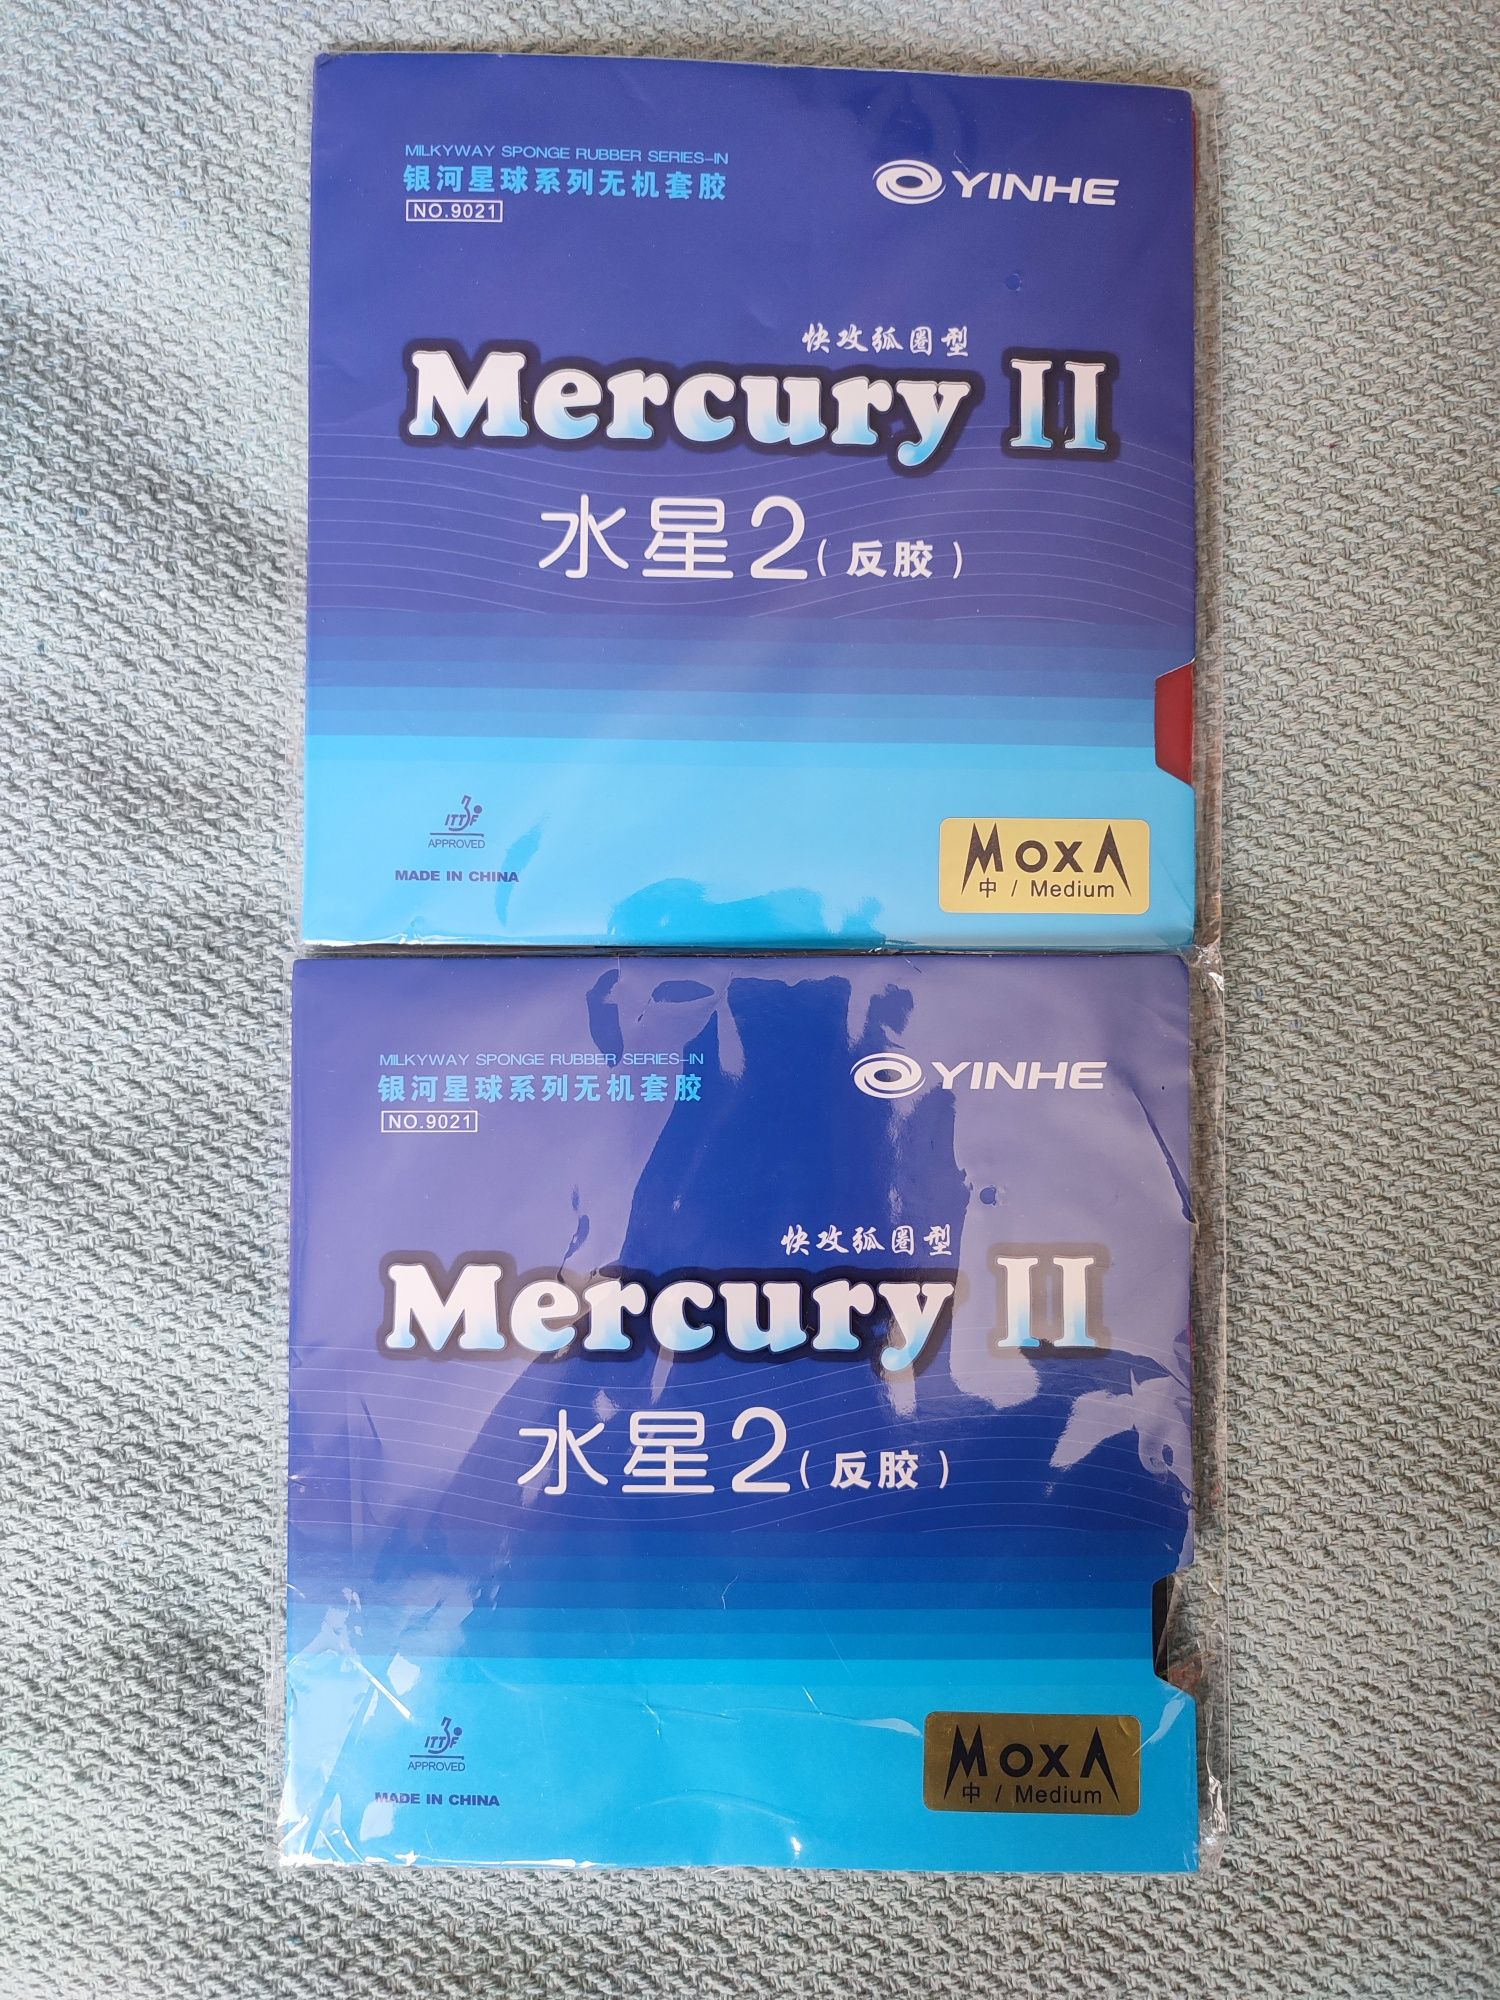 MILKYWAY SPONGE RUBBER SERIES-IN
银河星球系列无机套胶
NO.9021
YINHE
快攻弧圈型
Mercury II
水星2(反胶)
ITTF
APPROVED
MADE IN CHINA
MOXA
中 / Medium
MILKYWAY SPONGE RUBBER SERIES-IN
银河星球系列无机套胶
NO.9021
YINHE
快攻弧圈型
Mercury II
水星2(反胶)
ITTF
APPROVED
MADE IN CHINA
MOXA
中 / Medium